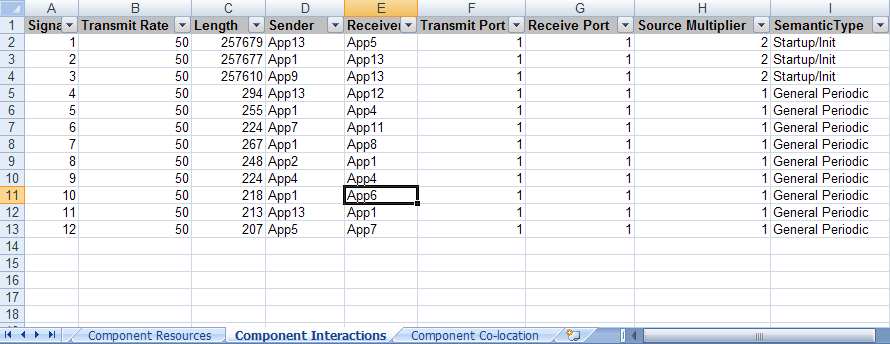 A B C D E F G H I
1 Signa Transmit Rate Length Sender Receiver Transmit Port Receive Port Source Multiplier SemanticType
2 1 50 257679 App13 App5 1 1 2 Startup/Init
3 2 50 257677 App1 App13 1 1 2 Startup/Init
4 3 50 257610 App9 App13 1 1 2 Startup/Init
5 4 50 294 App13 App12 1 1 1 General Periodic
6 5 50 255 App1 App4 1 1 1 General Periodic
7 6 50 224 App7 App11 1 1 1 General Periodic
8 7 50 267 App1 App8 1 1 1 General Periodic
9 8 50 248 App2 App1 1 1 1 General Periodic
10 9 50 224 App4 App4 1 1 1 General Periodic
11 10 50 218 App1 App6 1 1 1 General Periodic
12 11 50 213 App13 App1 1 1 1 General Periodic
13 12 50 207 App5 App7 1 1 1 General Periodic
14
15
16
17
18
Component Resources Component Interactions Component Co-location